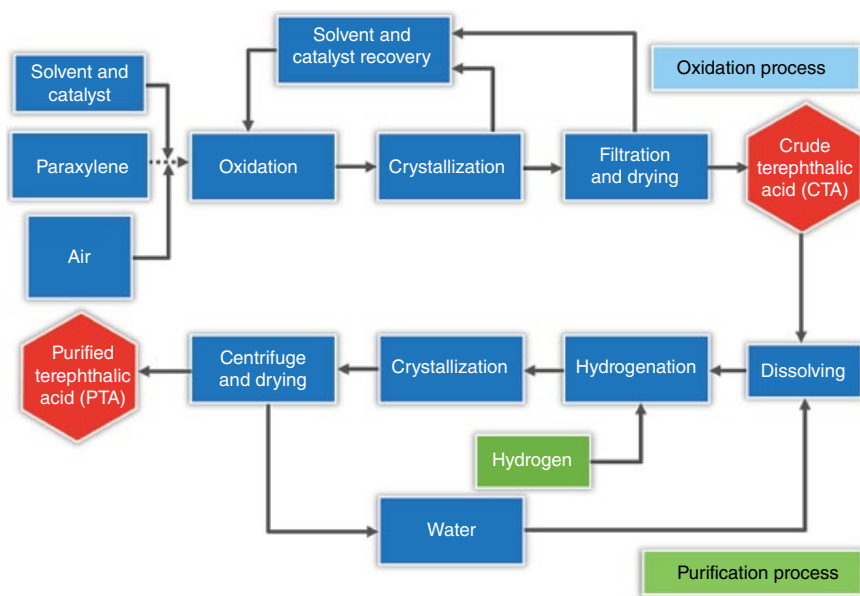 Solvent and
catalyst recovery
Oxidation process
Solvent and
catalyst
Paraxylene
Oxidation
Crystallization
Filtration
and drying
Crude
terephthalic
acid (CTA)
Air
Purified
terephthalic
acid (PTA)
Centrifuge
and drying
Crystallization
Hydrogenation
Dissolving
Hydrogen
Water
Purification process